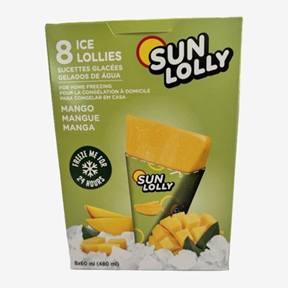 8 ICE
LOLLIES
SUCETTES GLACÉES
GELADOS DE ÁGUA
FOR HOME FREEZING
POUR LA CONGÉLATION À DOMICILE
PARA CONGELAR EM CASA
MANGO
MANGUE
MANGA
SUN
LOLLY
FREEZE ME FOR
24 HOURS
SUN
LOLLY
8x60 ml (480 ml)